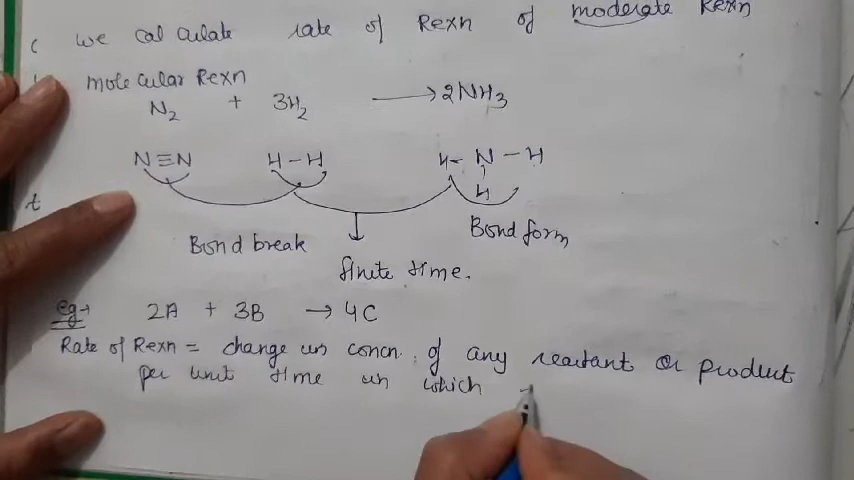 c we calculate rate of Rexn of moderate Rexn
molecular Rexn
N2 + 3H2 → 2NH3
N≡N H-H H-N-H
H
Bond break Bond form
finite time.
eg→ 2A + 3B → 4C
Rate of Rexn = change in concn. of any reactant or product
per unit time in which
t